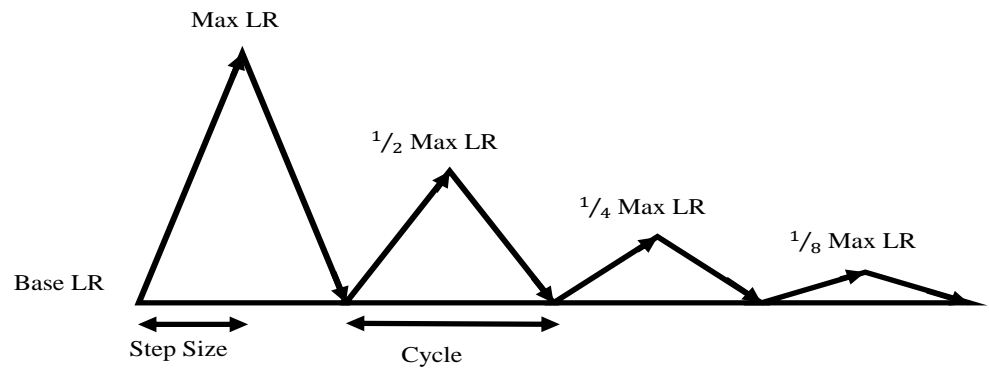 Max LR
1/2 Max LR
1/4 Max LR
1/8 Max LR
Base LR
Step Size
Cycle